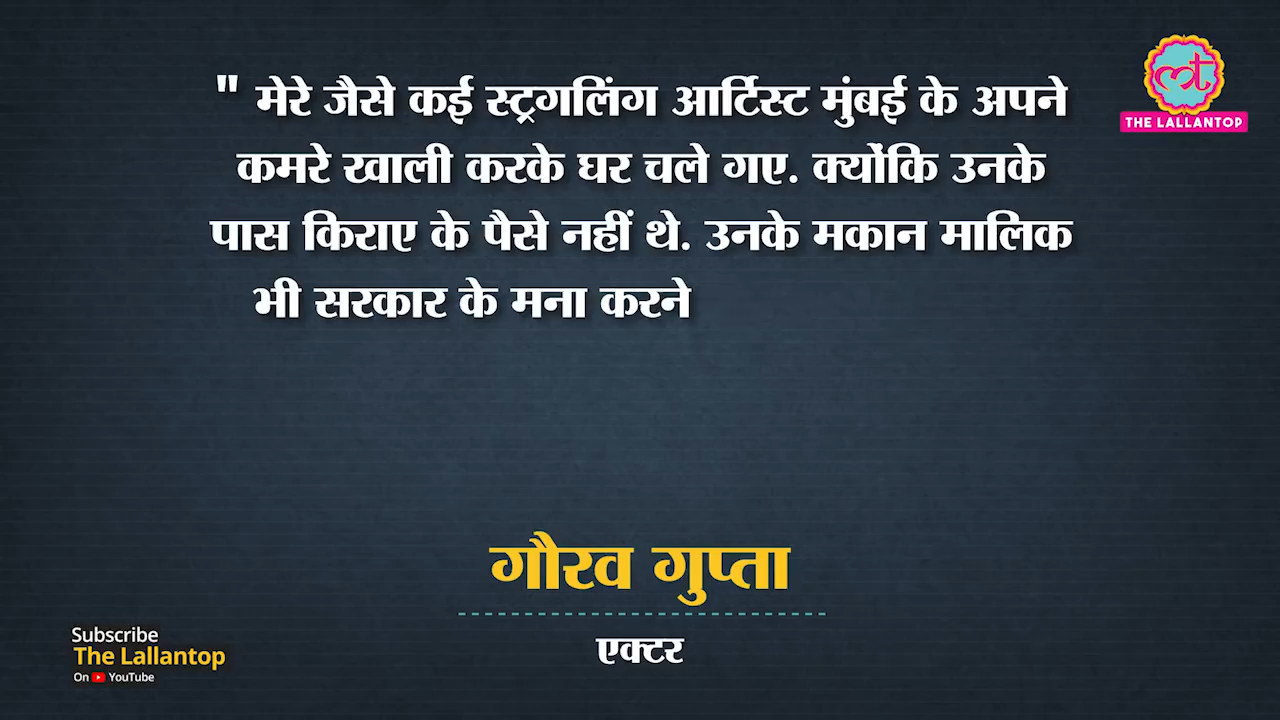 " मेरे जैसे कई स्ट्रगलिंग आर्टिस्ट मुंबई के अपने
कमरे खाली करके घर चले गए. क्योंकि उनके
पास किराए के पैसे नहीं थे. उनके मकान मालिक
भी सरकार के मना करने
गौरव गुप्ता
एक्टर
THE LALLANTOP
Subscribe
The Lallantop
On YouTube